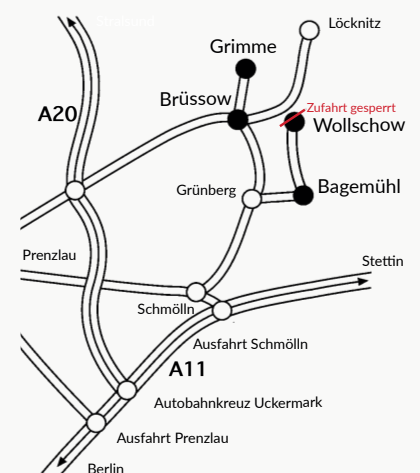 Stralsund
Löcknitz
Grimme
Brüssow
Zufahrt gesperrt
A20
Wollschow
Grünberg
Bagemühl
Prenzlau
Stettin
Schmölln
Ausfahrt Schmölln
A11
Autobahnkreuz Uckermark
Ausfahrt Prenzlau
Berlin